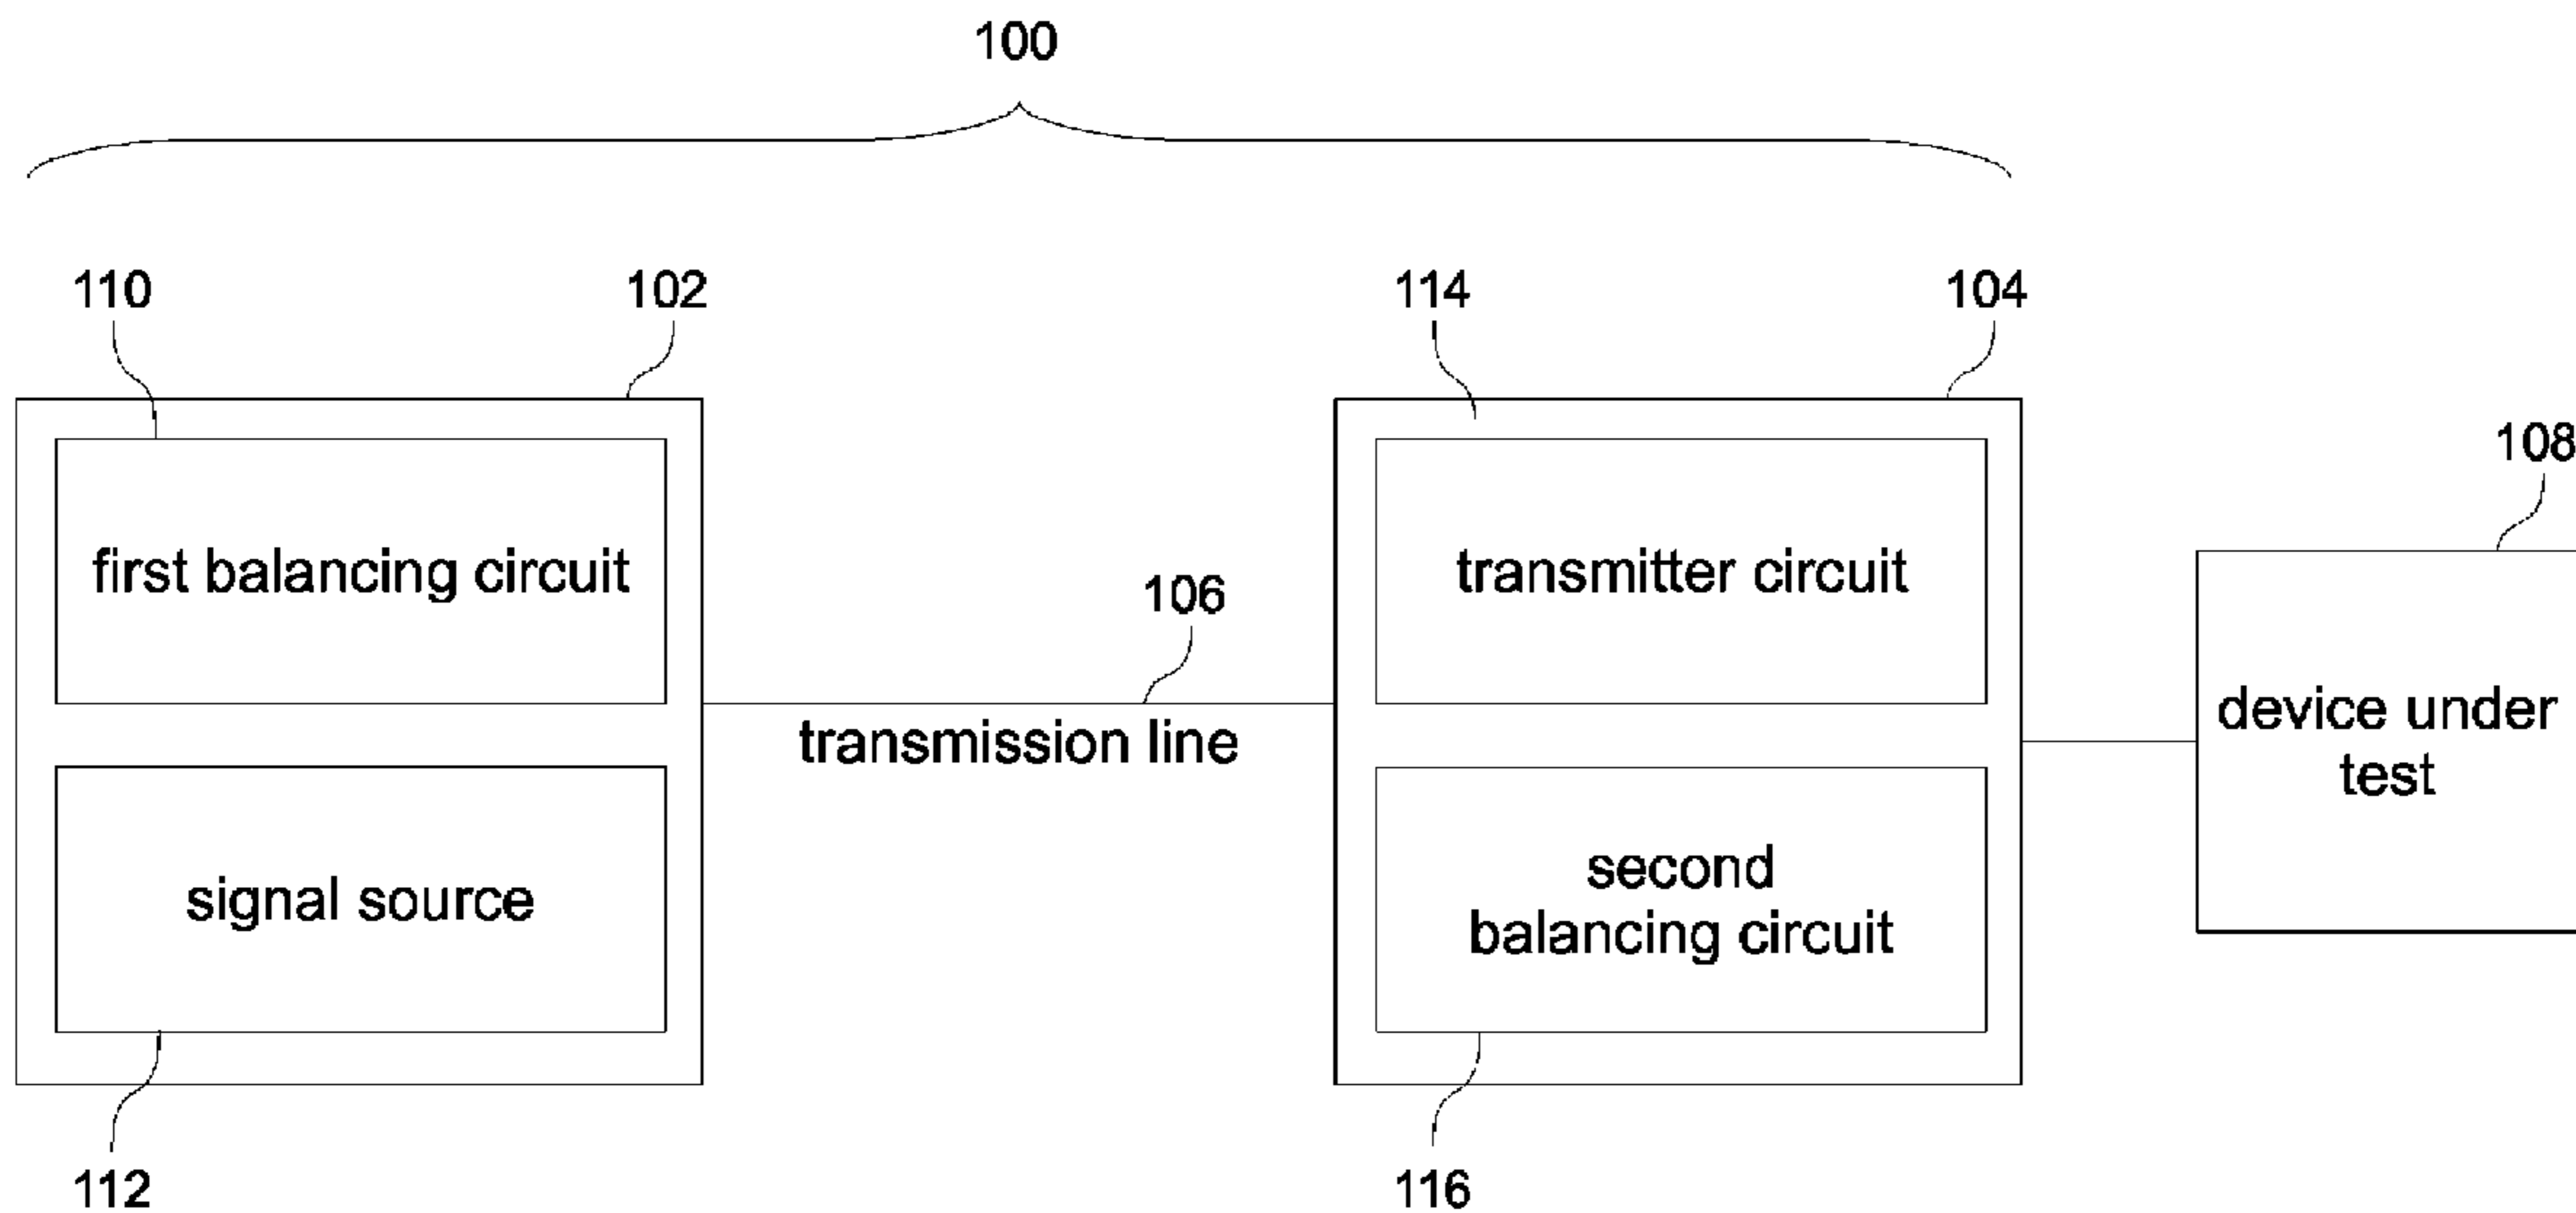 100
110
102
114
104
108
first balancing circuit
transmitter circuit
106
device under
test
transmission line
signal source
second
balancing circuit
112
116